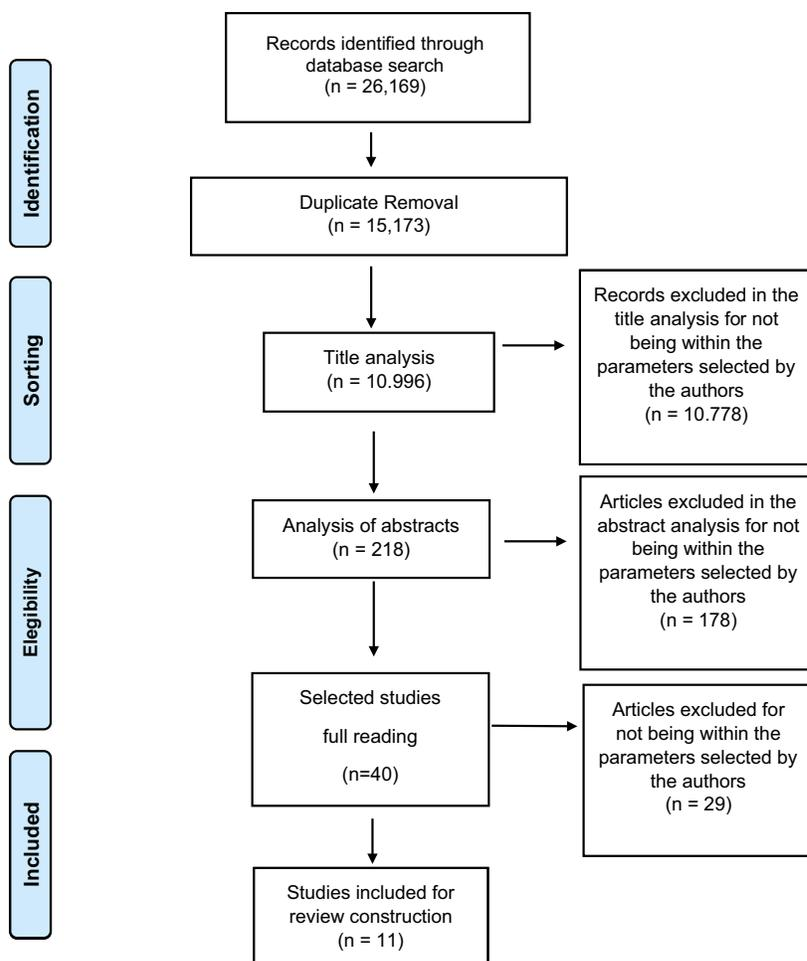 Identification
Records identified through
database search
(n = 26,169)
Duplicate Removal
(n = 15,173)
Sorting
Title analysis
(n = 10.996)
Records excluded in the
title analysis for not
being within the
parameters selected by
the authors
(n = 10.778)
Elegibility
Analysis of abstracts
(n = 218)
Articles excluded in the
abstract analysis for not
being within the
parameters selected by
the authors
(n = 178)
Selected studies
full reading
(n=40)
Articles excluded for
not being within the
parameters selected by
the authors
(n = 29)
Included
Studies included for
review construction
(n = 11)